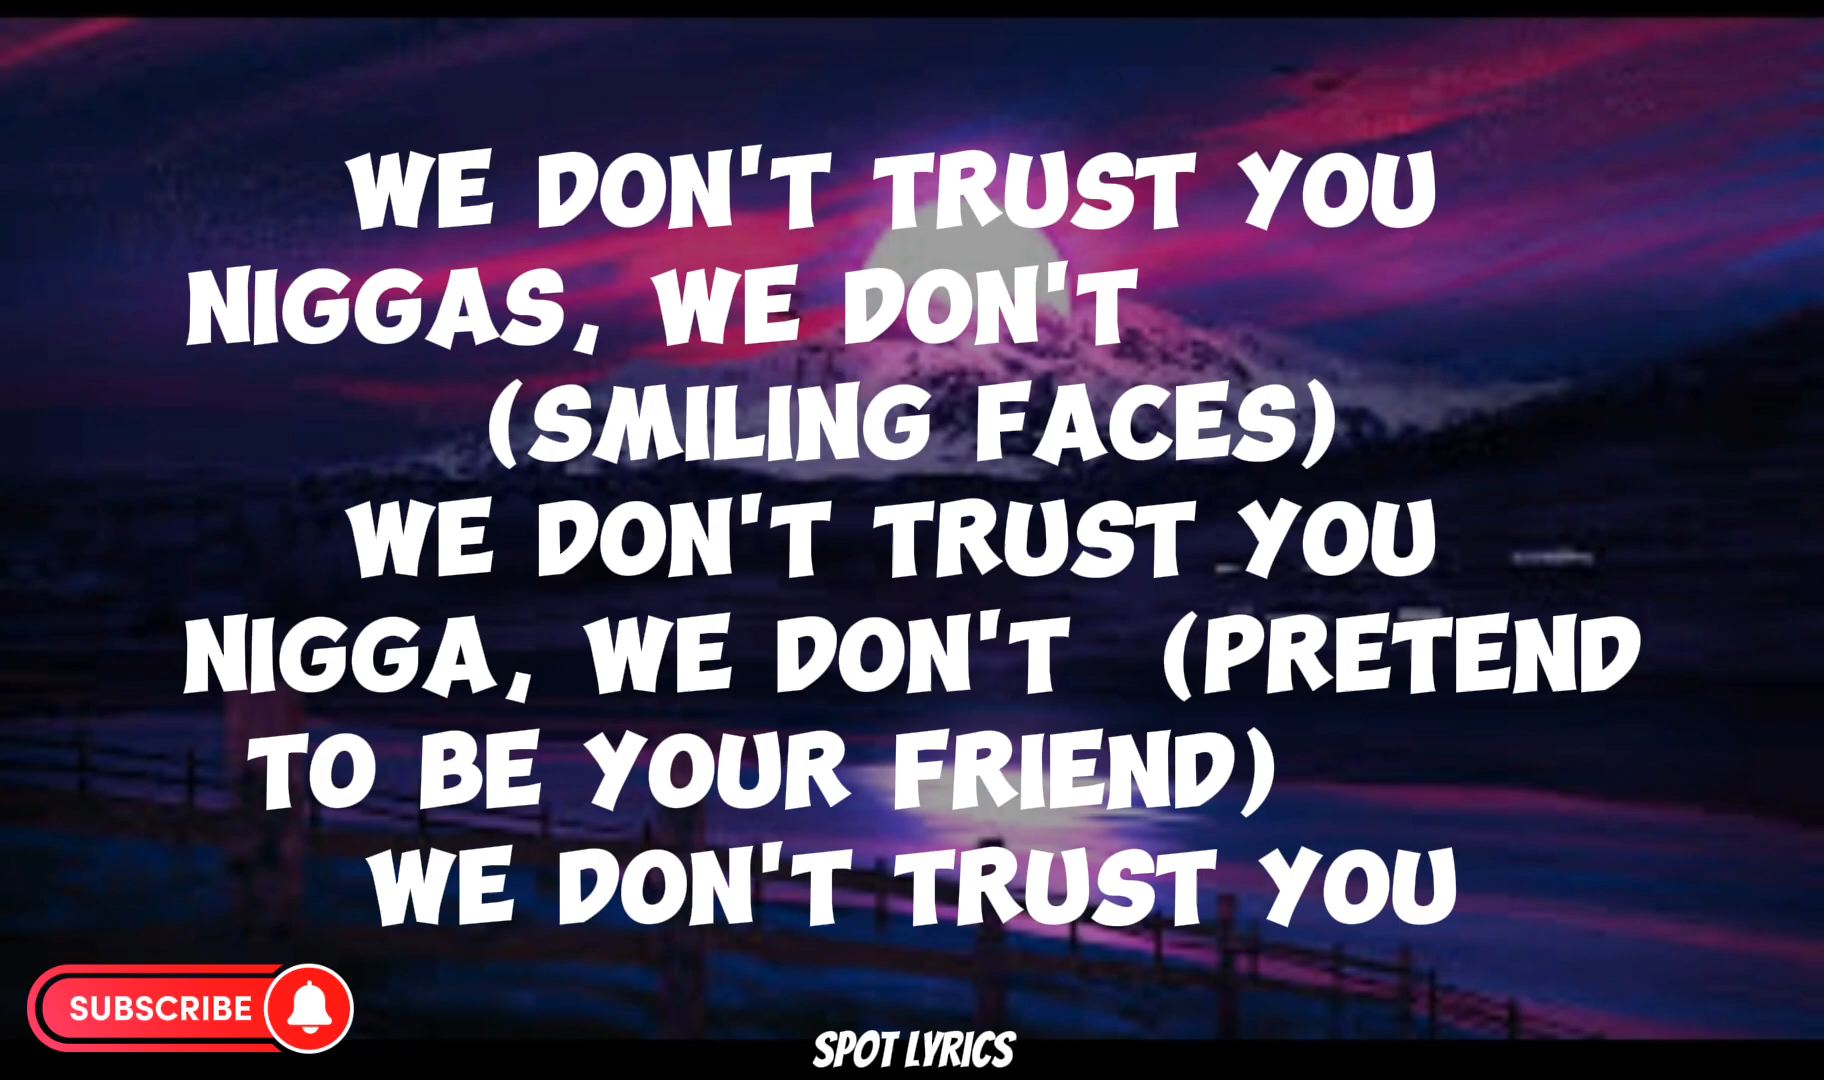 WE DON'T TRUST YOU
NIGGAS, WE DON'T
(SMILING FACES)
WE DON'T TRUST YOU
NIGGA, WE DON'T (PRETEND
TO BE YOUR FRIEND)
WE DON'T TRUST YOU
SUBSCRIBE
SPOT LYRICS